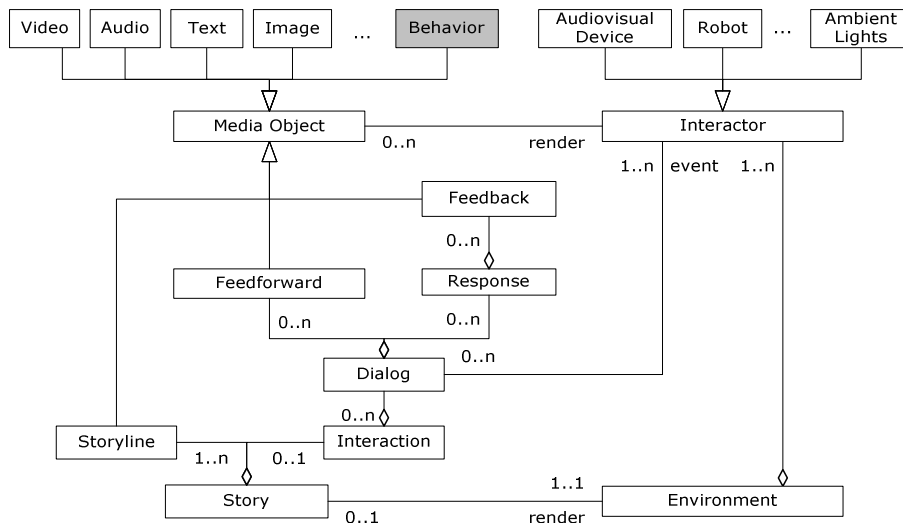 Video
Audio
Text
Image
...
Behavior
Audiovisual
Device
Robot
...
Ambient
Lights
Media Object
0..n
render
Interactor
1..n
event
1..n
Feedback
0..n
Feedforward
Response
0..n
0..n
0..n
Dialog
0..n
Storyline
Interaction
1..n
0..1
Story
1..1
Environment
0..1
render